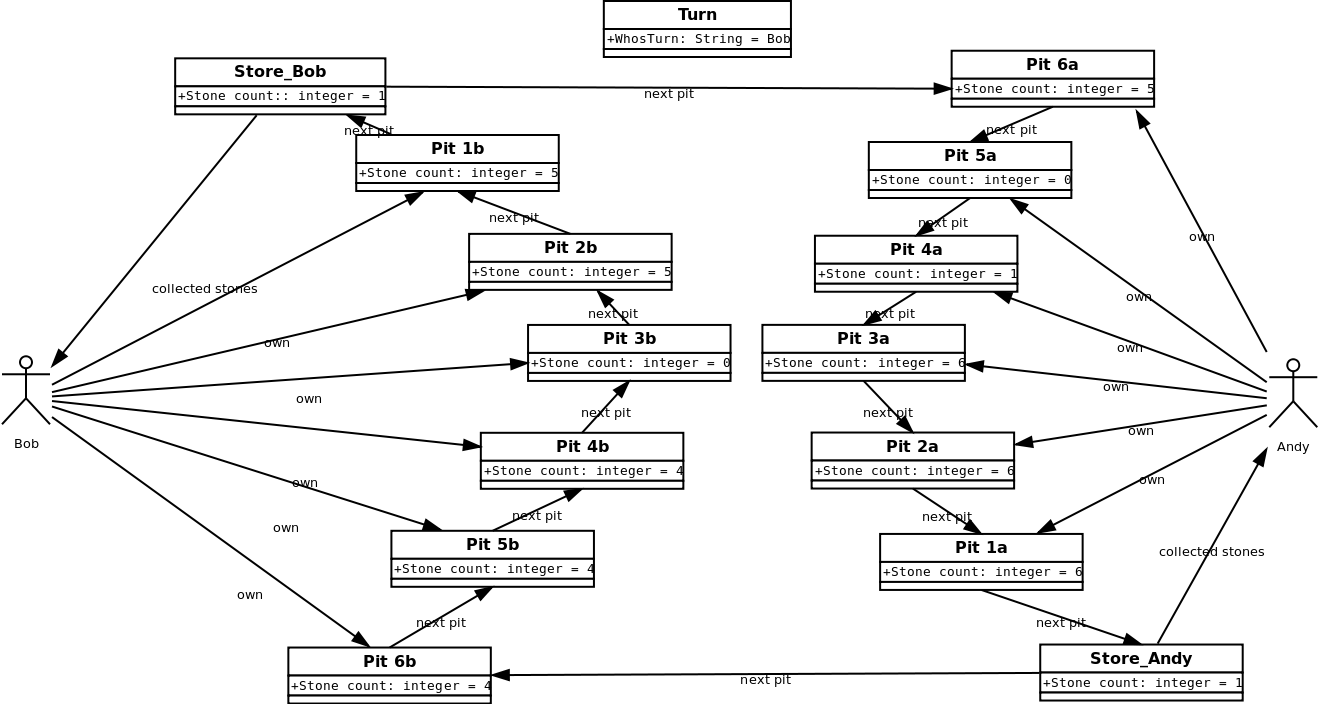 Turn
+WhosTurn: String = Bob
Store_Bob
+Stone count:: integer = 1
Pit 6a
+Stone count: integer = 5
next pit
next pit
next pit
Pit 1b
+Stone count: integer = 5
Pit 5a
+Stone count: integer = 0
next pit
next pit
own
Pit 2b
+Stone count: integer = 5
Pit 4a
+Stone count: integer = 1
collected stones
own
next pit
next pit
Pit 3b
+Stone count: integer = 0
Pit 3a
+Stone count: integer = 6
own
own
own
own
next pit
next pit
own
Bob
Andy
Pit 4b
+Stone count: integer = 4
Pit 2a
+Stone count: integer = 6
own
own
next pit
next pit
own
Pit 5b
+Stone count: integer = 4
Pit 1a
+Stone count: integer = 6
collected stones
own
next pit
next pit
Pit 6b
+Stone count: integer = 4
Store_Andy
+Stone count: integer = 1
next pit